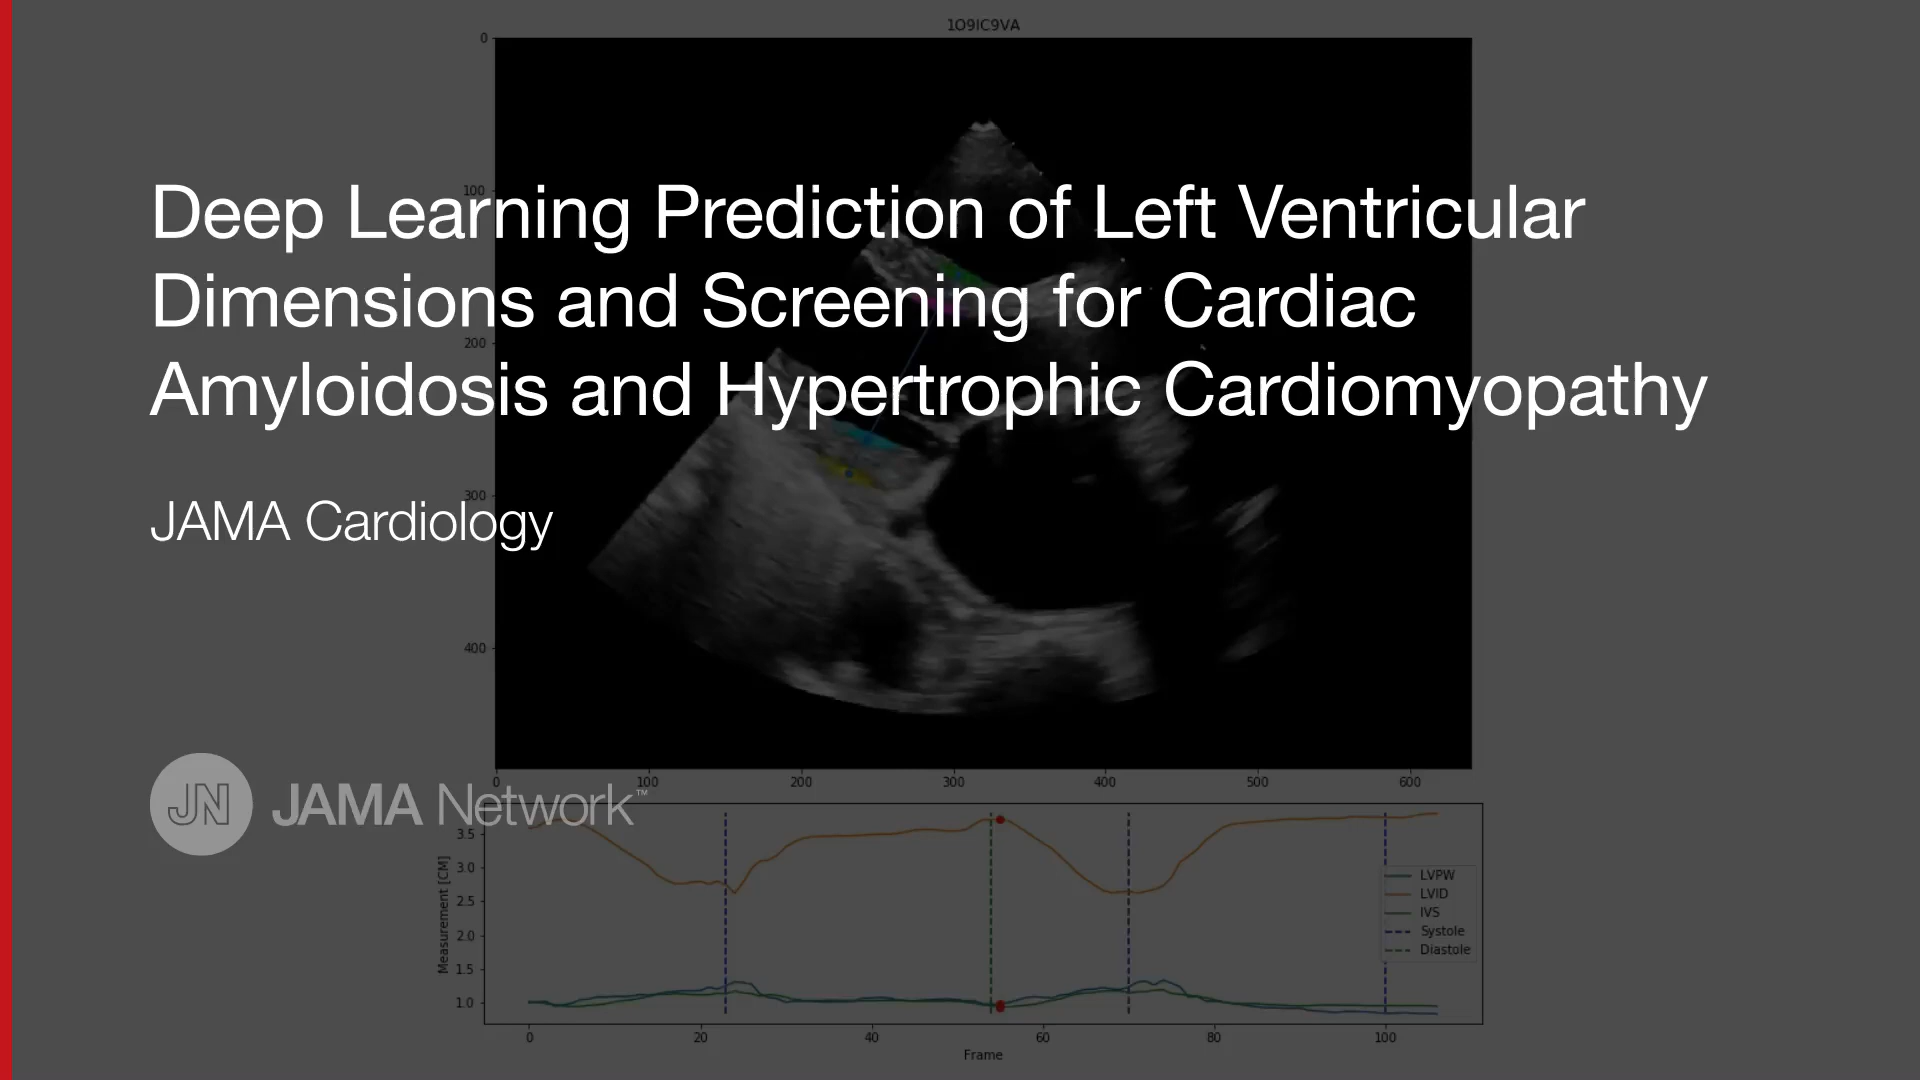 1O9IC9VA
0
100
Deep Learning Prediction of Left Ventricular
Dimensions and Screening for Cardiac
200
Amyloidosis and Hypertrophic Cardiomyopathy
300
JAMA Cardiology
400
0 100 200 300 400 500 600
JN JAMA Network™
3.5
3.0
2.5
2.0
1.5
1.0
Measurement [CM]
LVPW
LVID
IVS
Systole
Diastole
0 20 40 60 80 100
Frame